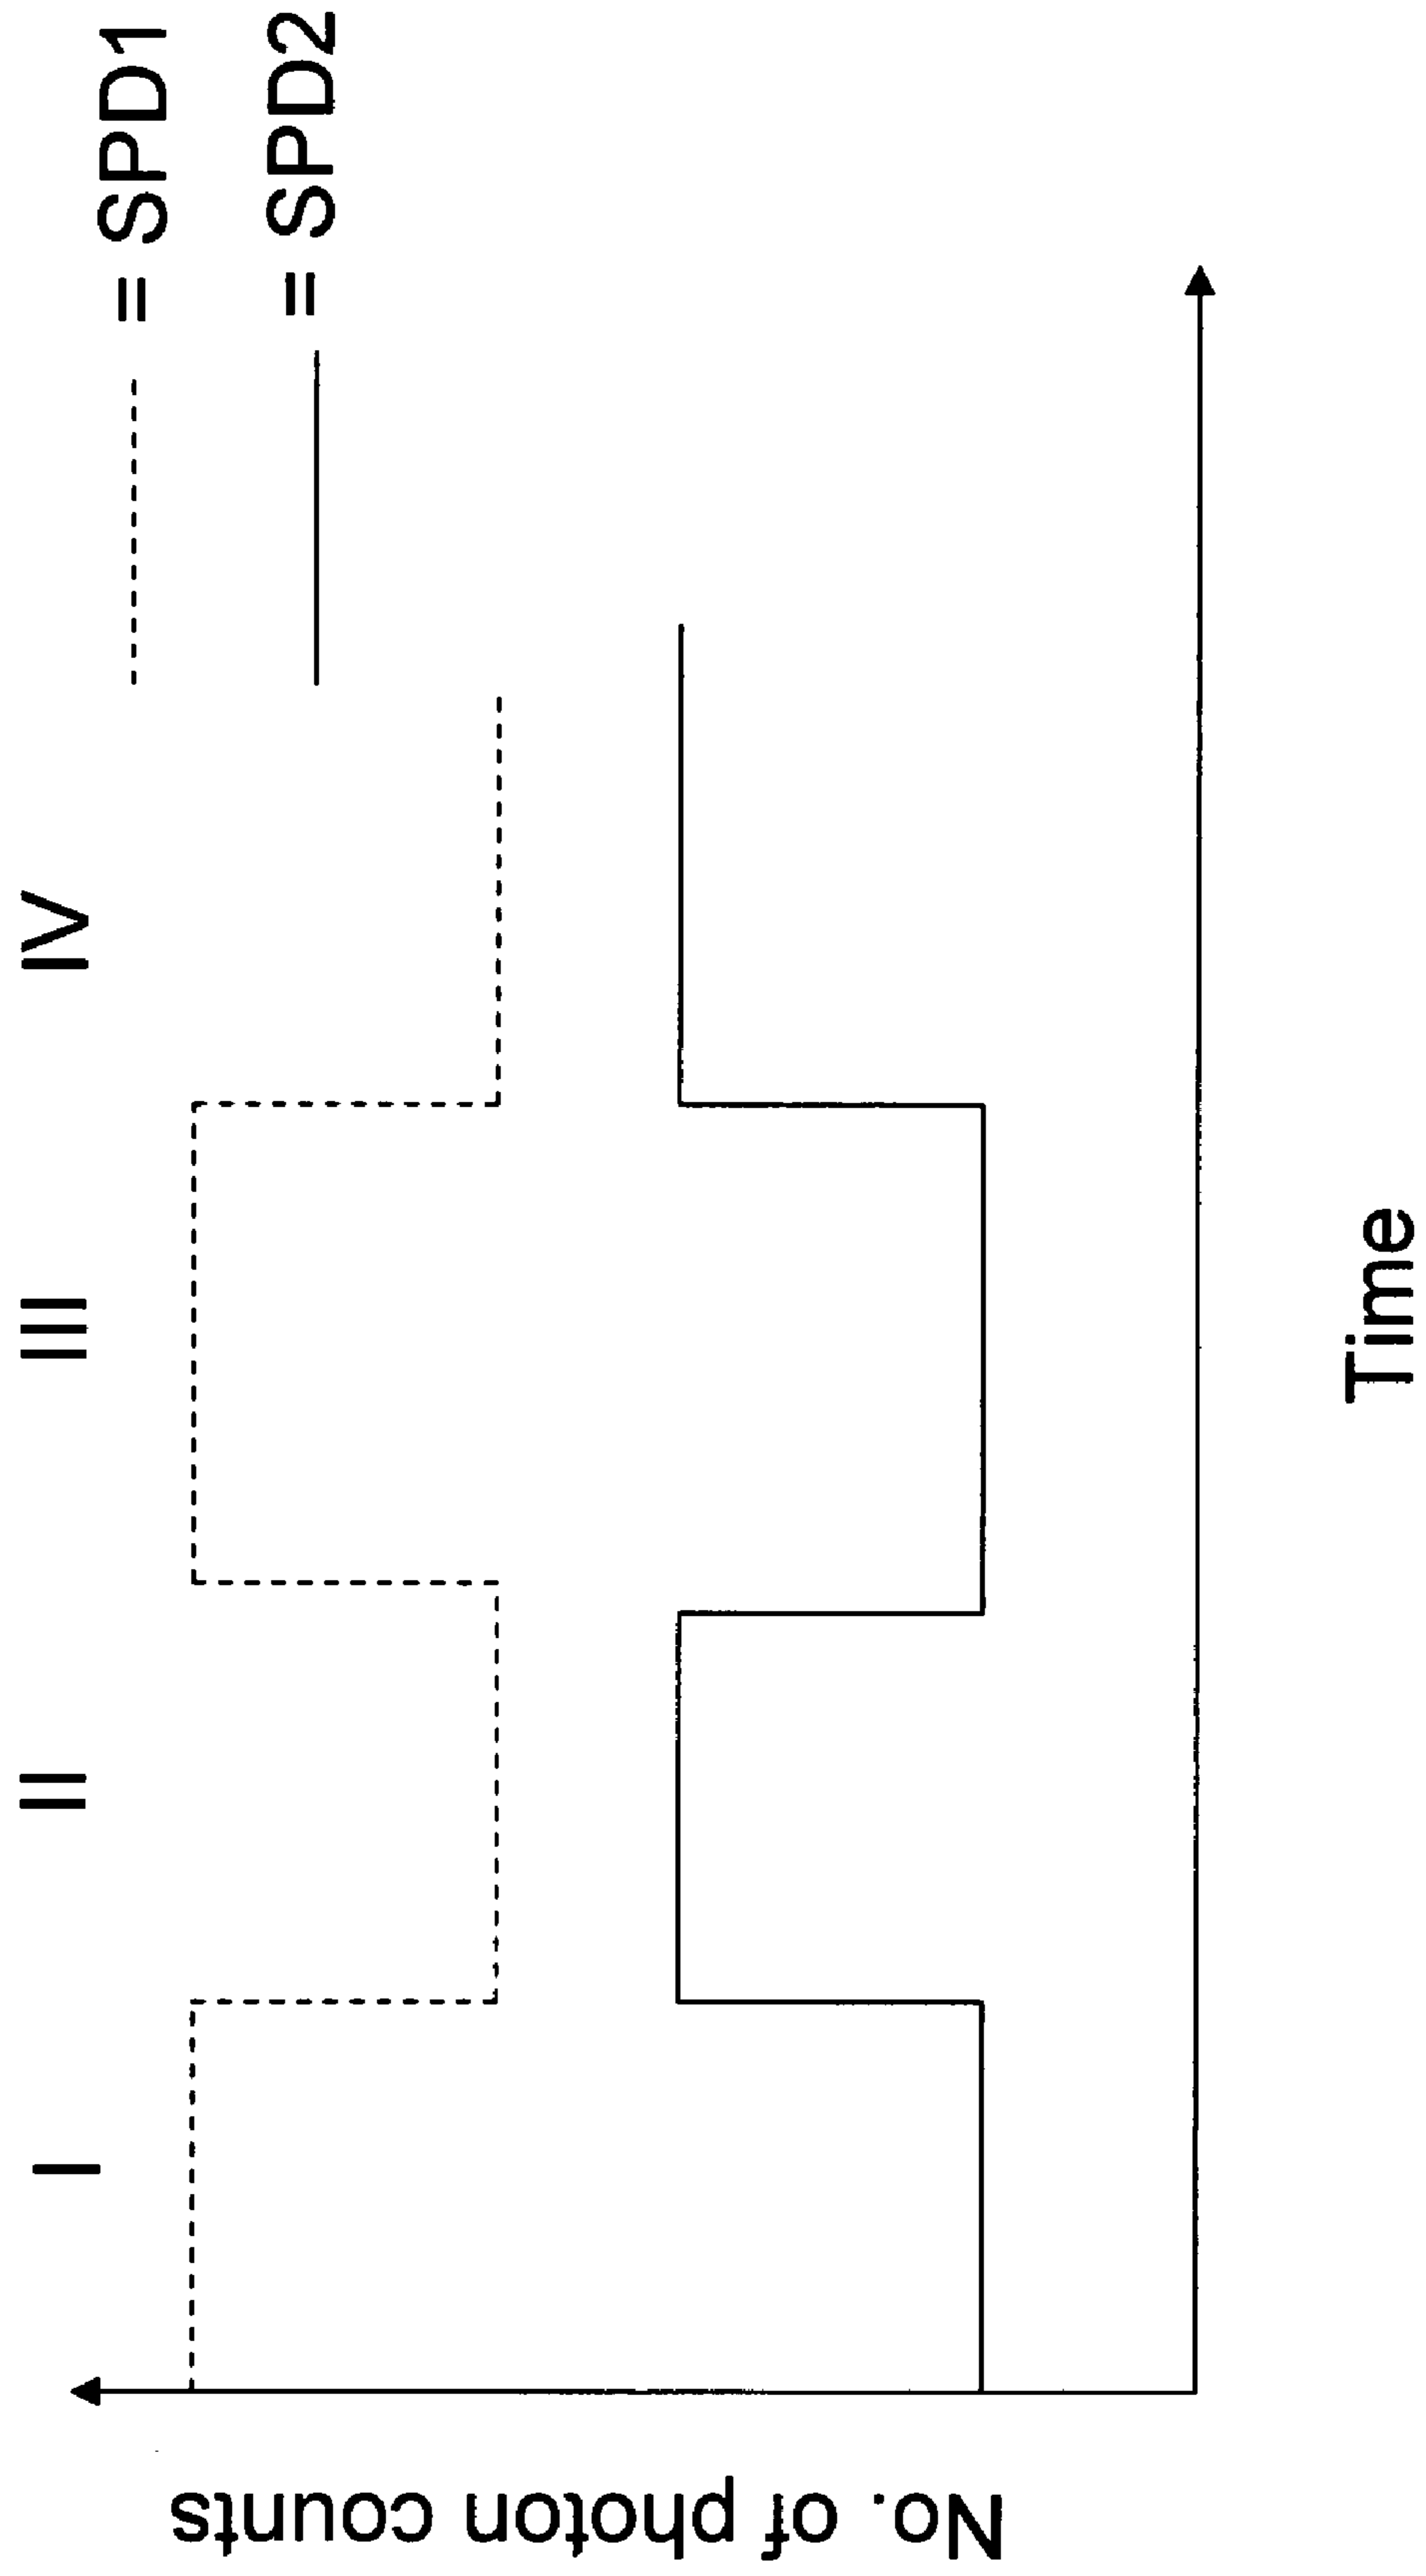 I
II
III
IV
= SPD1
= SPD2
No. of photon counts
Time